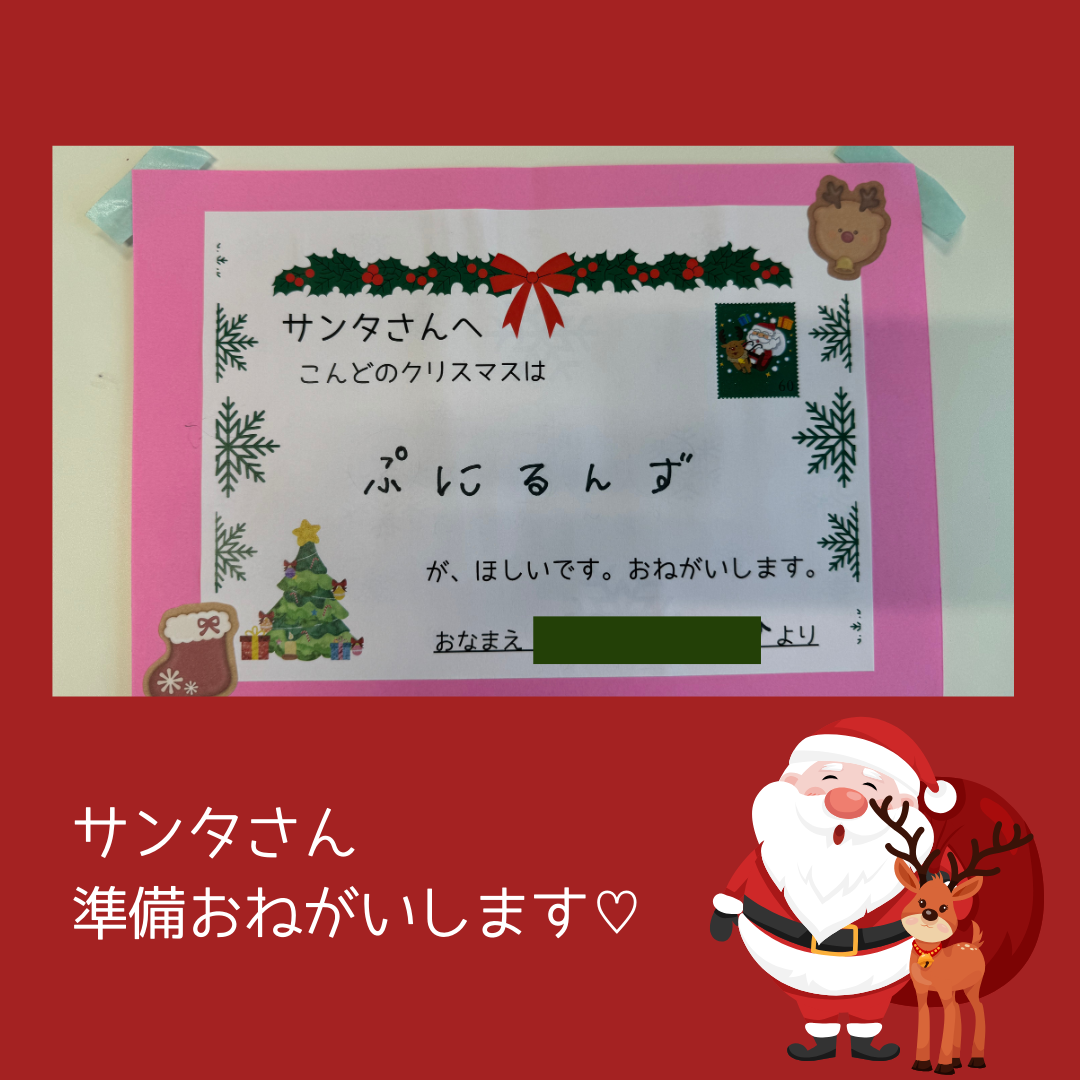 サンタさんへ
こんどのクリスマスは
ぷにるんず
が、ほしいです。おねがいします。
おなまえ
より
サンタさん
準備おねがいします♡